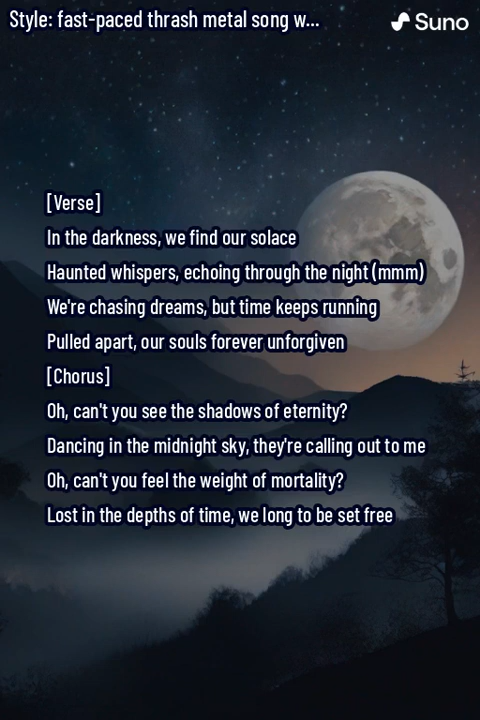 Style: fast-paced thrash metal song w...
Suno
[Verse]
In the darkness, we find our solace
Haunted whispers, echoing through the night (mmm)
We're chasing dreams, but time keeps running
Pulled apart, our souls forever unforgiven
[Chorus]
Oh, can't you see the shadows of eternity?
Dancing in the midnight sky, they're calling out to me
Oh, can't you feel the weight of mortality?
Lost in the depths of time, we long to be set free